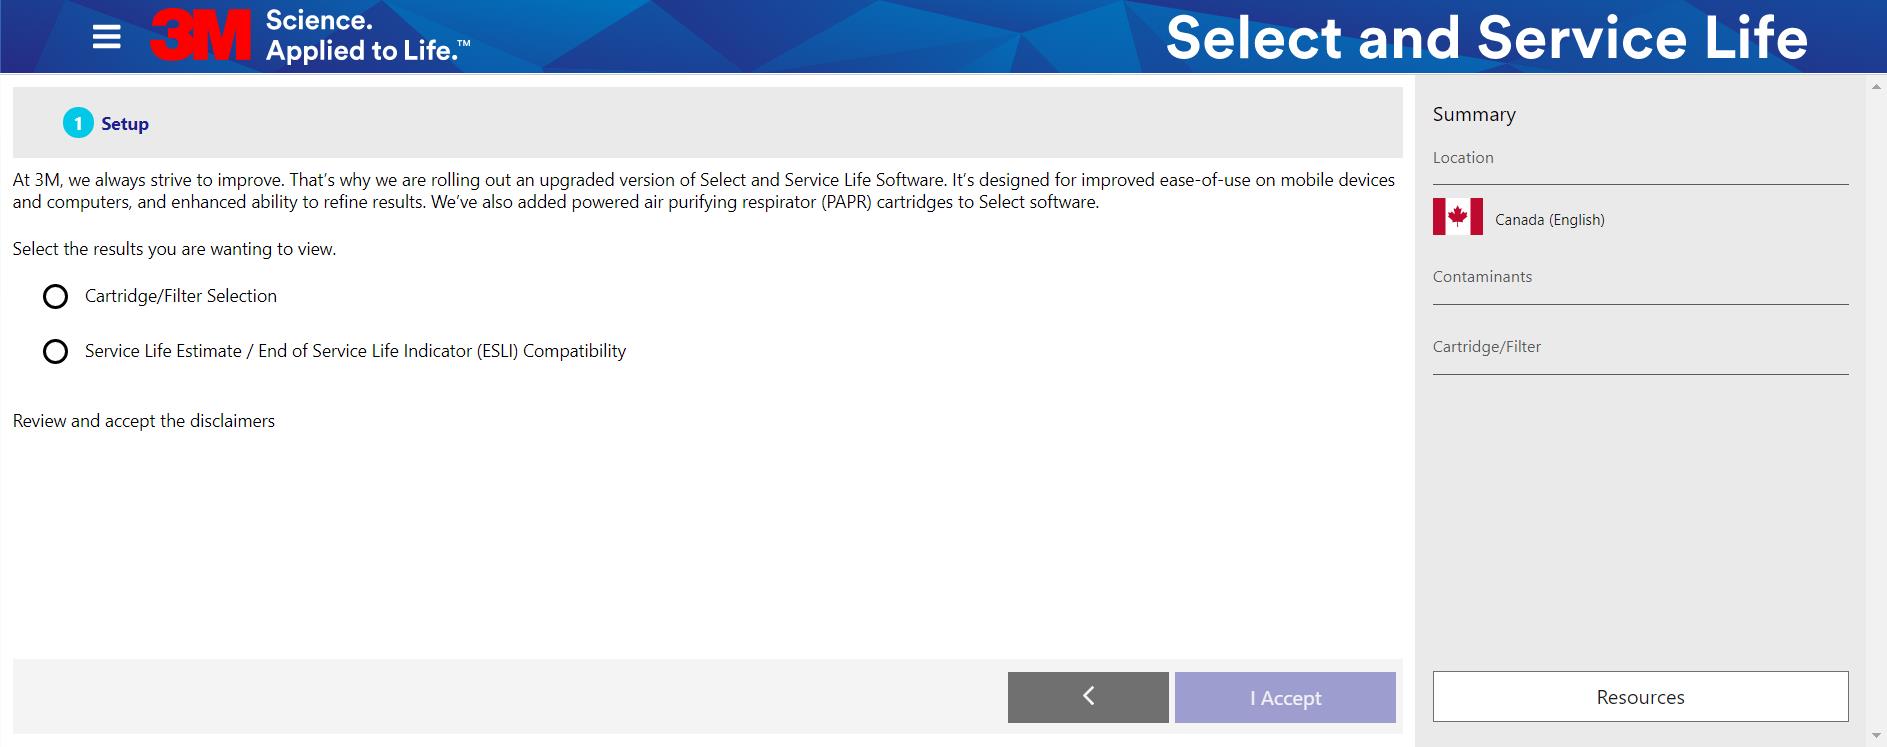 3M Science.
Applied to Life.™
Select and Service Life
1 Setup
At 3M, we always strive to improve. That's why we are rolling out an upgraded version of Select and Service Life Software. It's designed for improved ease-of-use on mobile devices
and computers, and enhanced ability to refine results. We've also added powered air purifying respirator (PAPR) cartridges to Select software.
Select the results you are wanting to view.
Cartridge/Filter Selection
Service Life Estimate / End of Service Life Indicator (ESLI) Compatibility
Review and accept the disclaimers
I Accept
Summary
Location
Canada (English)
Contaminants
Cartridge/Filter
Resources